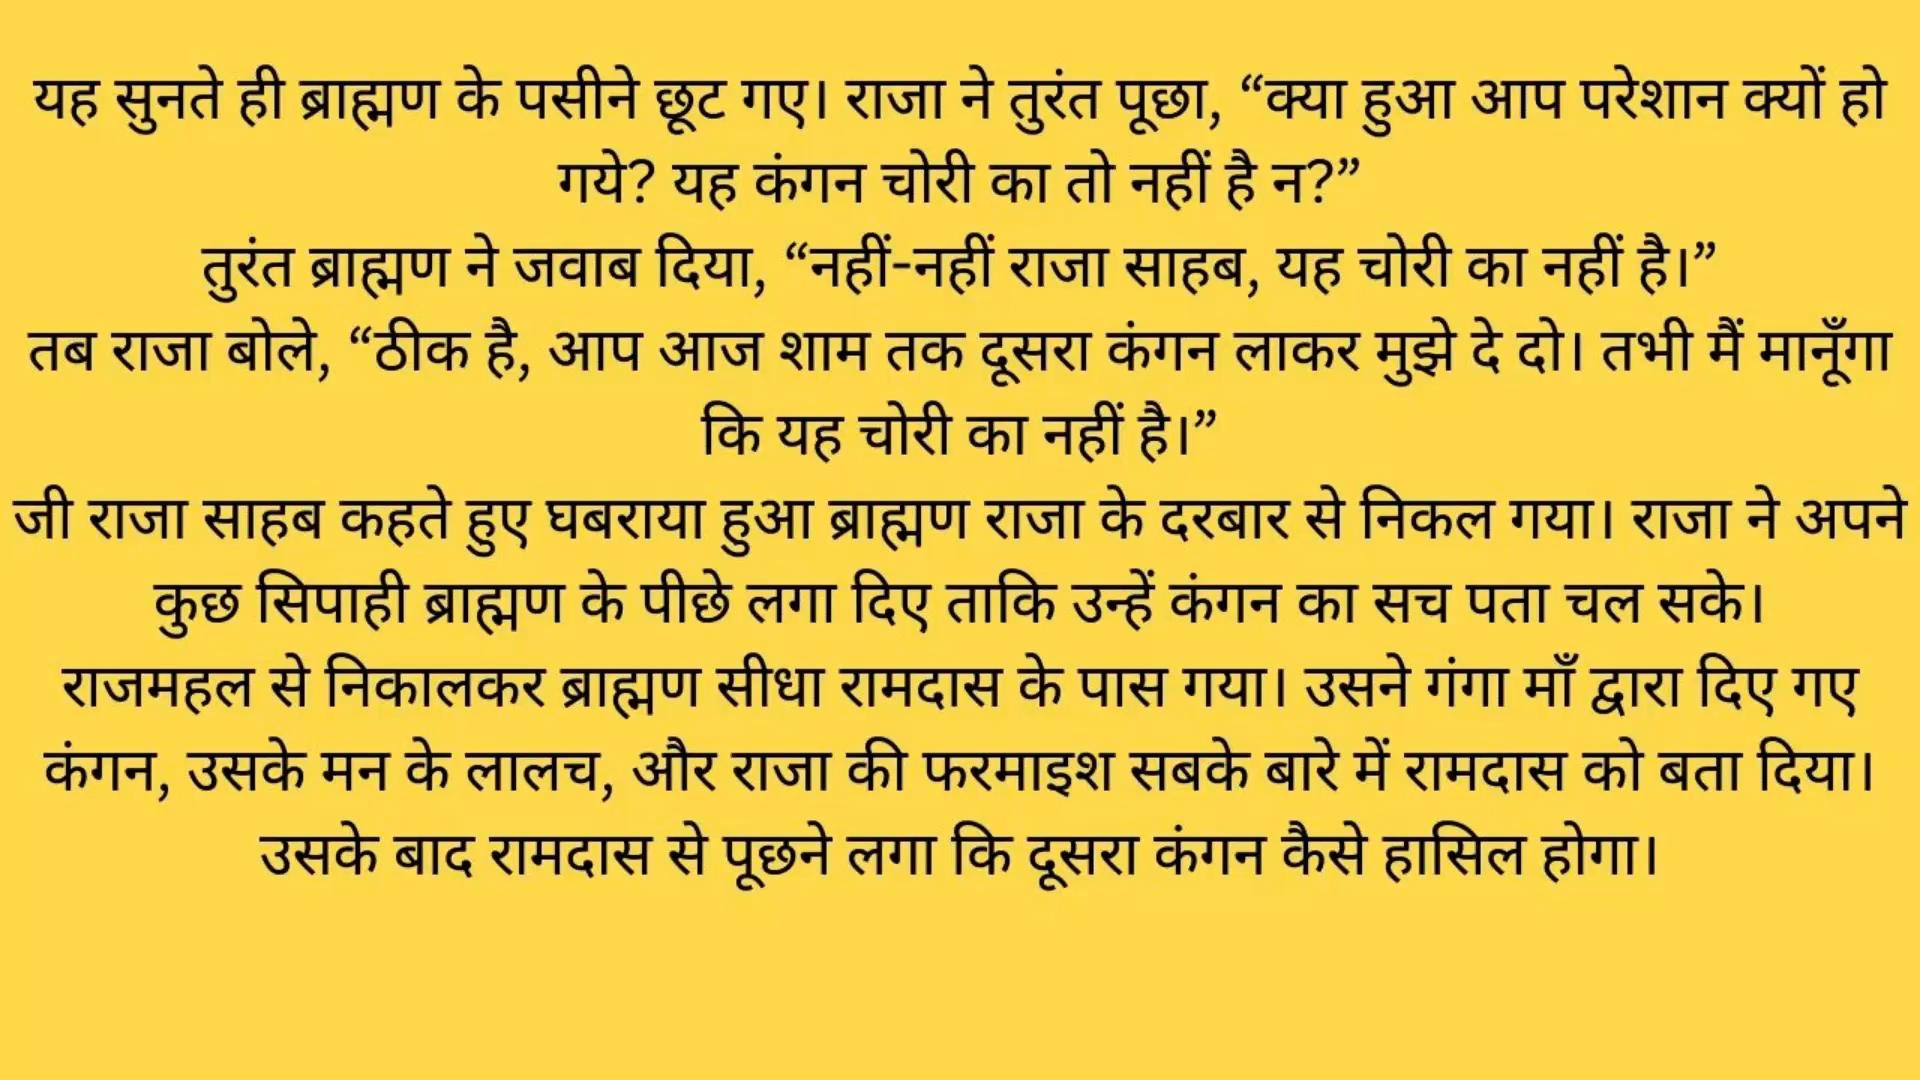 यह सुनते ही ब्राह्मण के पसीने छूट गए। राजा ने तुरंत पूछा, “क्या हुआ आप परेशान क्यों हो
गये? यह कंगन चोरी का तो नहीं है न?”
तुरंत ब्राह्मण ने जवाब दिया, “नहीं-नहीं राजा साहब, यह चोरी का नहीं है।”
तब राजा बोले, “ठीक है, आप आज शाम तक दूसरा कंगन लाकर मुझे दे दो। तभी मैं मानूँगा
कि यह चोरी का नहीं है।”
जी राजा साहब कहते हुए घबराया हुआ ब्राह्मण राजा के दरबार से निकल गया। राजा ने अपने
कुछ सिपाही ब्राह्मण के पीछे लगा दिए ताकि उन्हें कंगन का सच पता चल सके।
राजमहल से निकालकर ब्राह्मण सीधा रामदास के पास गया। उसने गंगा माँ द्वारा दिए गए
कंगन, उसके मन के लालच, और राजा की फरमाइश सबके बारे में रामदास को बता दिया।
उसके बाद रामदास से पूछने लगा कि दूसरा कंगन कैसे हासिल होगा।